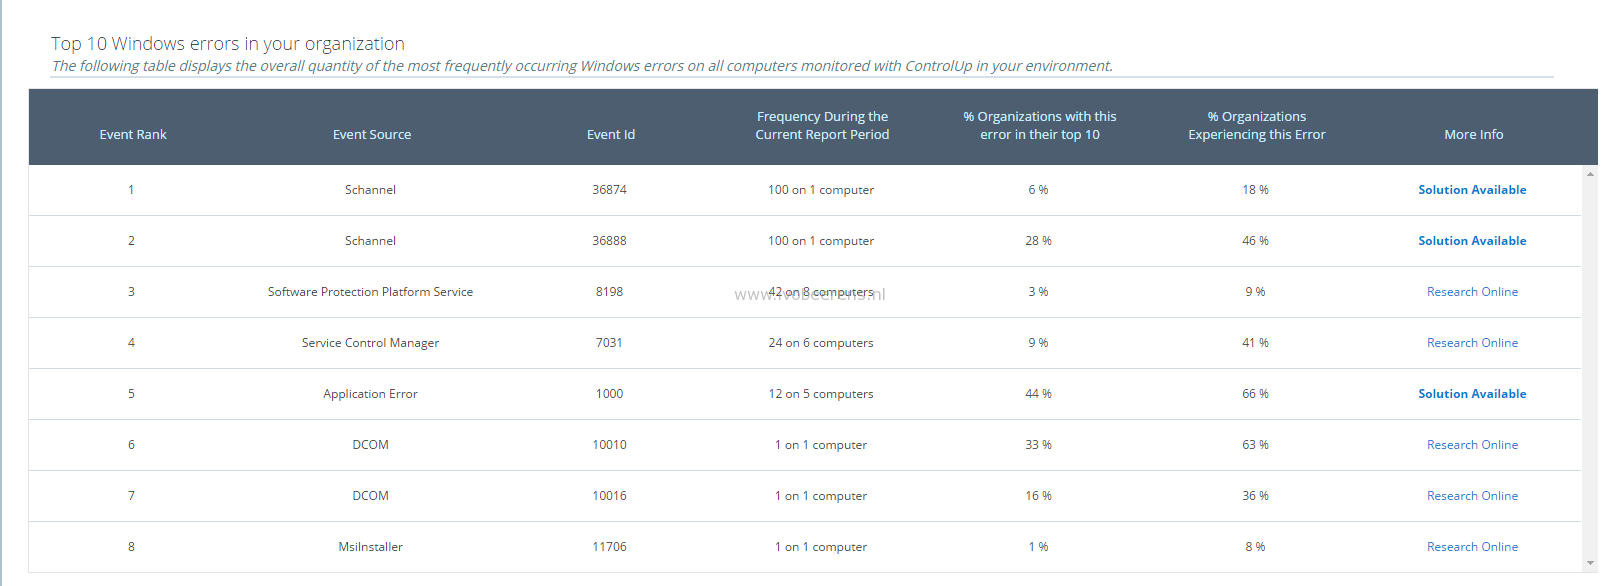 Top 10 Windows errors in your organization
The following table displays the overall quantity of the most frequently occurring Windows errors on all computers monitored with ControlUp in your environment.
Event Rank Event Source Event Id Frequency During the Current Report Period % Organizations with this error in their top 10 % Organizations Experiencing this Error More Info
1 Schannel 36874 100 on 1 computer 6 % 18 % Solution Available
2 Schannel 36888 100 on 1 computer 28 % 46 % Solution Available
3 Software Protection Platform Service 8198 42 on 8 computers 3 % 9 % Research Online
www.ivobeerens.nl
4 Service Control Manager 7031 24 on 6 computers 9 % 41 % Research Online
5 Application Error 1000 12 on 5 computers 44 % 66 % Solution Available
6 DCOM 10010 1 on 1 computer 33 % 63 % Research Online
7 DCOM 10016 1 on 1 computer 16 % 36 % Research Online
8 MsiInstaller 11706 1 on 1 computer 1 % 8 % Research Online